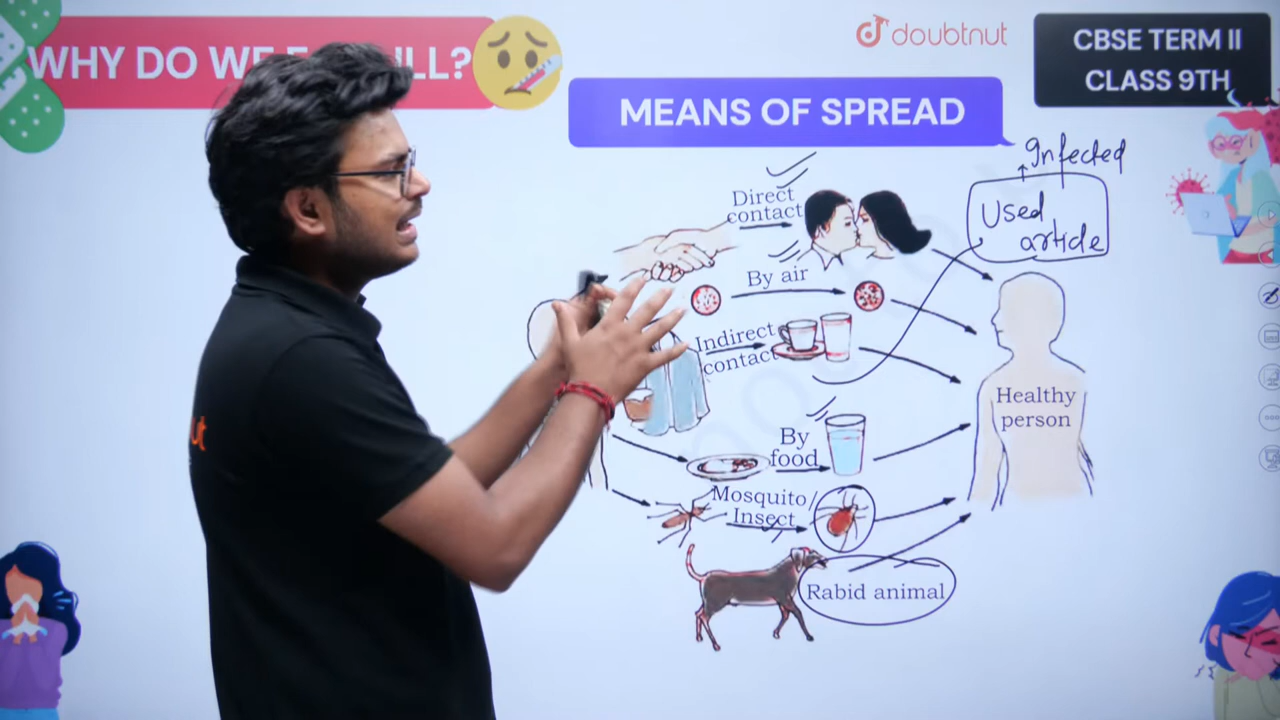 WHY DO WE ILL?
doubtnut
CBSE TERM II
CLASS 9TH
MEANS OF SPREAD
Infected
Used
article
Direct
contact
By air
Indirect
contact
Healthy
person
By
food
Mosquito/
Insect
Rabid animal